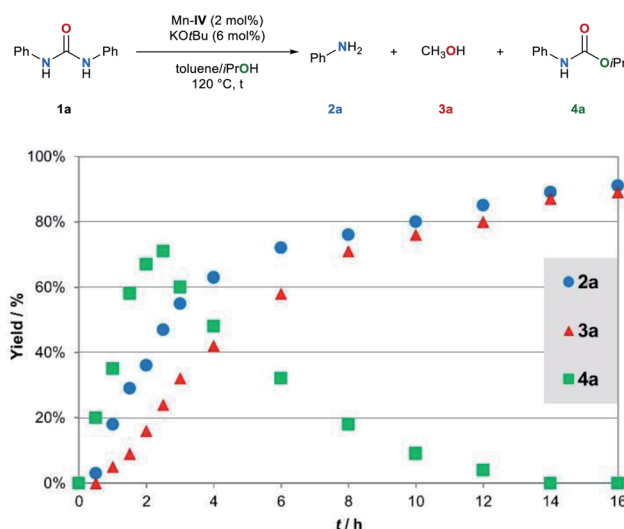 O
Ph
N
H
N
H
Ph
1a
Mn-IV (2 mol%)
KOtBu (6 mol%)
toluene/iPrOH
120 °C, t
Ph
NH2
2a
+
CH3OH
3a
+
Ph
N
H
O
OiPr
4a
100%
80%
60%
40%
20%
0%
Yield / %
0 2 4 6 8 10 12 14 16
t / h
2a
3a
4a